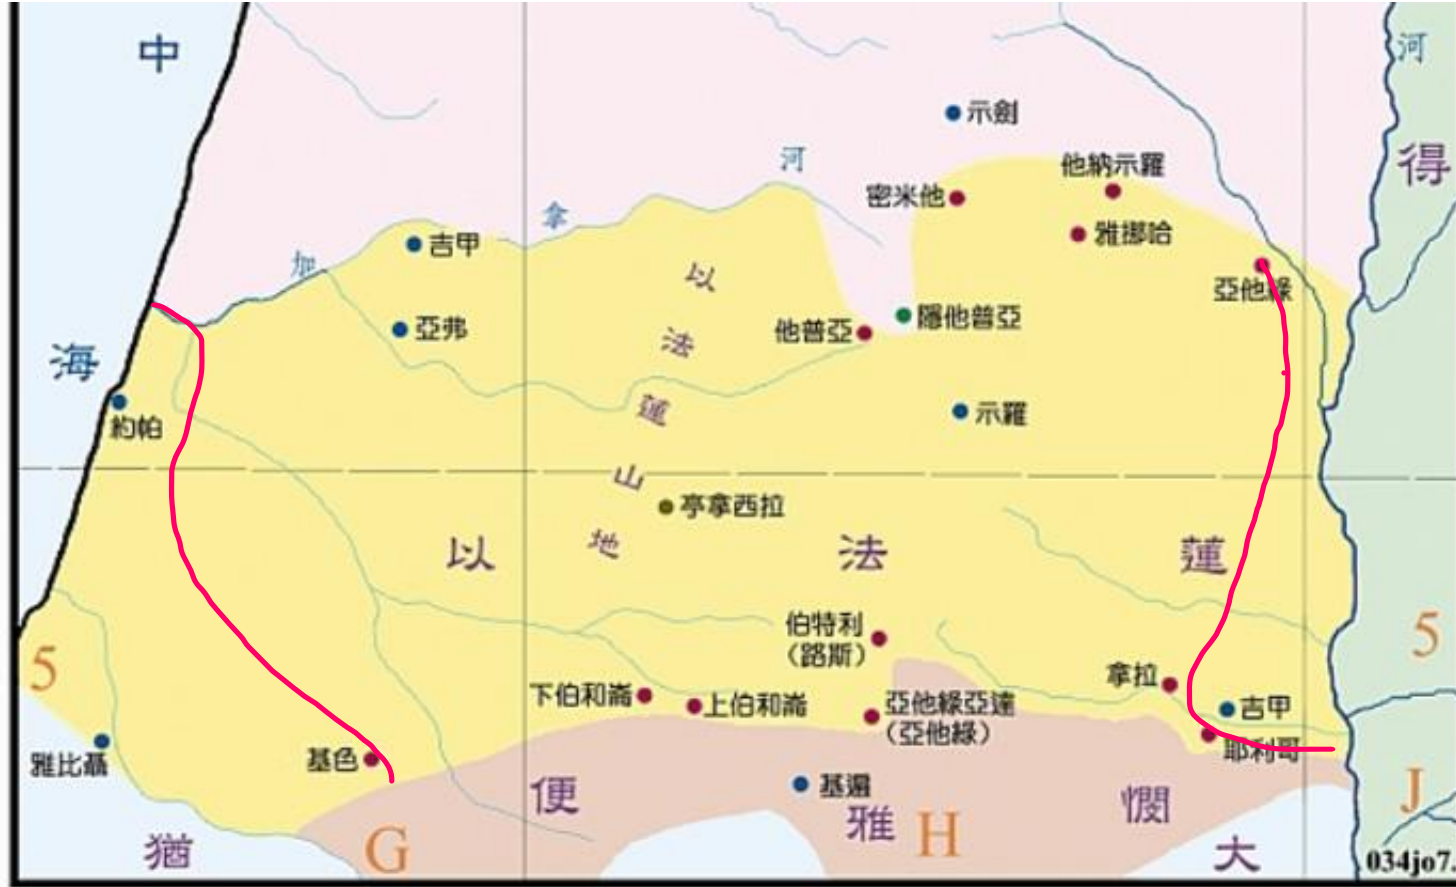 中
海
河
得
示劍
他納示羅
密米他
雅挪哈
河
拿
加
吉甲
亞弗
以
法
蓮
山
地
他普亞
隱他普亞
亞他綠
約帕
示羅
亭拿西拉
以
法
蓮
伯特利
(路斯)
5
5
下伯和崙
上伯和崙
亞他綠亞達
(亞他綠)
拿拉
吉甲
耶利哥
雅比聶
基色
便
雅
憫
基遍
猶
大
G
H
J
034jo7.